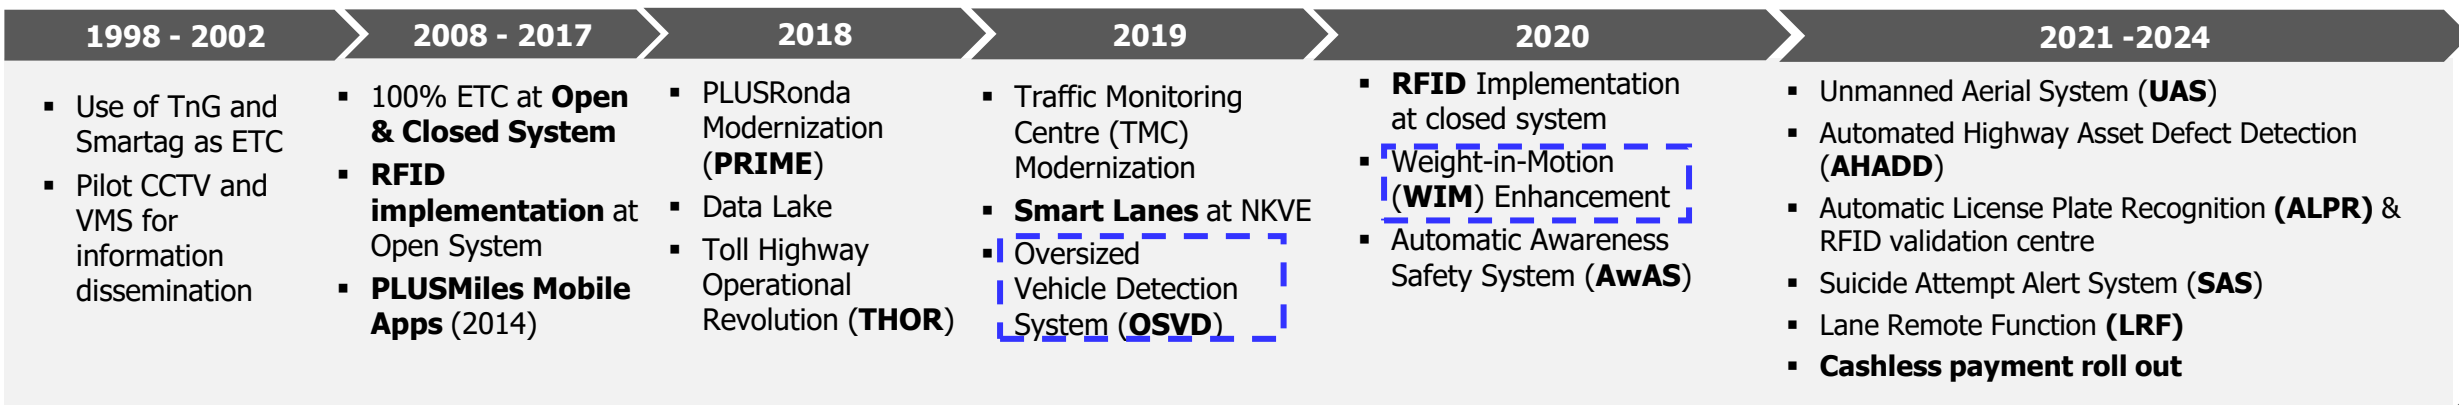 1998 - 2002
▪ Use of TnG and
Smartag as ETC
▪ Pilot CCTV and
VMS for
information
dissemination
2008 - 2017
▪ 100% ETC at Open
& Closed System
▪ RFID
implementation at
Open System
▪ PLUSMiles Mobile
Apps (2014)
2018
▪ PLUSRonda
Modernization
(PRIME)
▪ Data Lake
▪ Toll Highway
Operational
Revolution (THOR)
2019
▪ Traffic Monitoring
Centre (TMC)
Modernization
▪ Smart Lanes at NKVE
▪ Oversized
Vehicle Detection
System (OSVD)
2020
▪ RFID Implementation
at closed system
▪ Weight-in-Motion
(WIM) Enhancement
▪ Automatic Awareness
Safety System (AwAS)
2021 -2024
▪ Unmanned Aerial System (UAS)
▪ Automated Highway Asset Defect Detection
(AHADD)
▪ Automatic License Plate Recognition (ALPR) &
RFID validation centre
▪ Suicide Attempt Alert System (SAS)
▪ Lane Remote Function (LRF)
▪ Cashless payment roll out